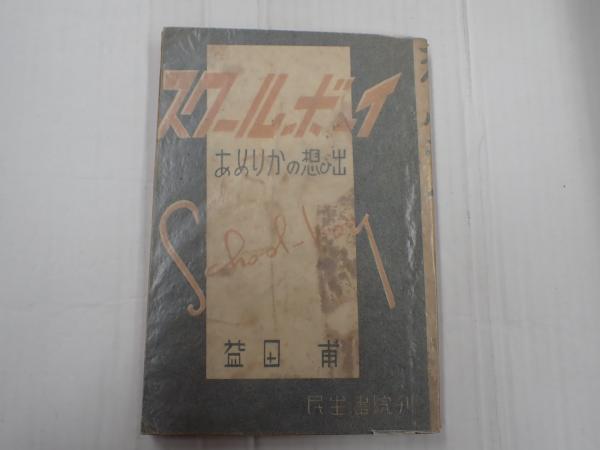 スクール・ボーイ
あめりかの想ひ出
School-boy
益田甫
民生書院刊